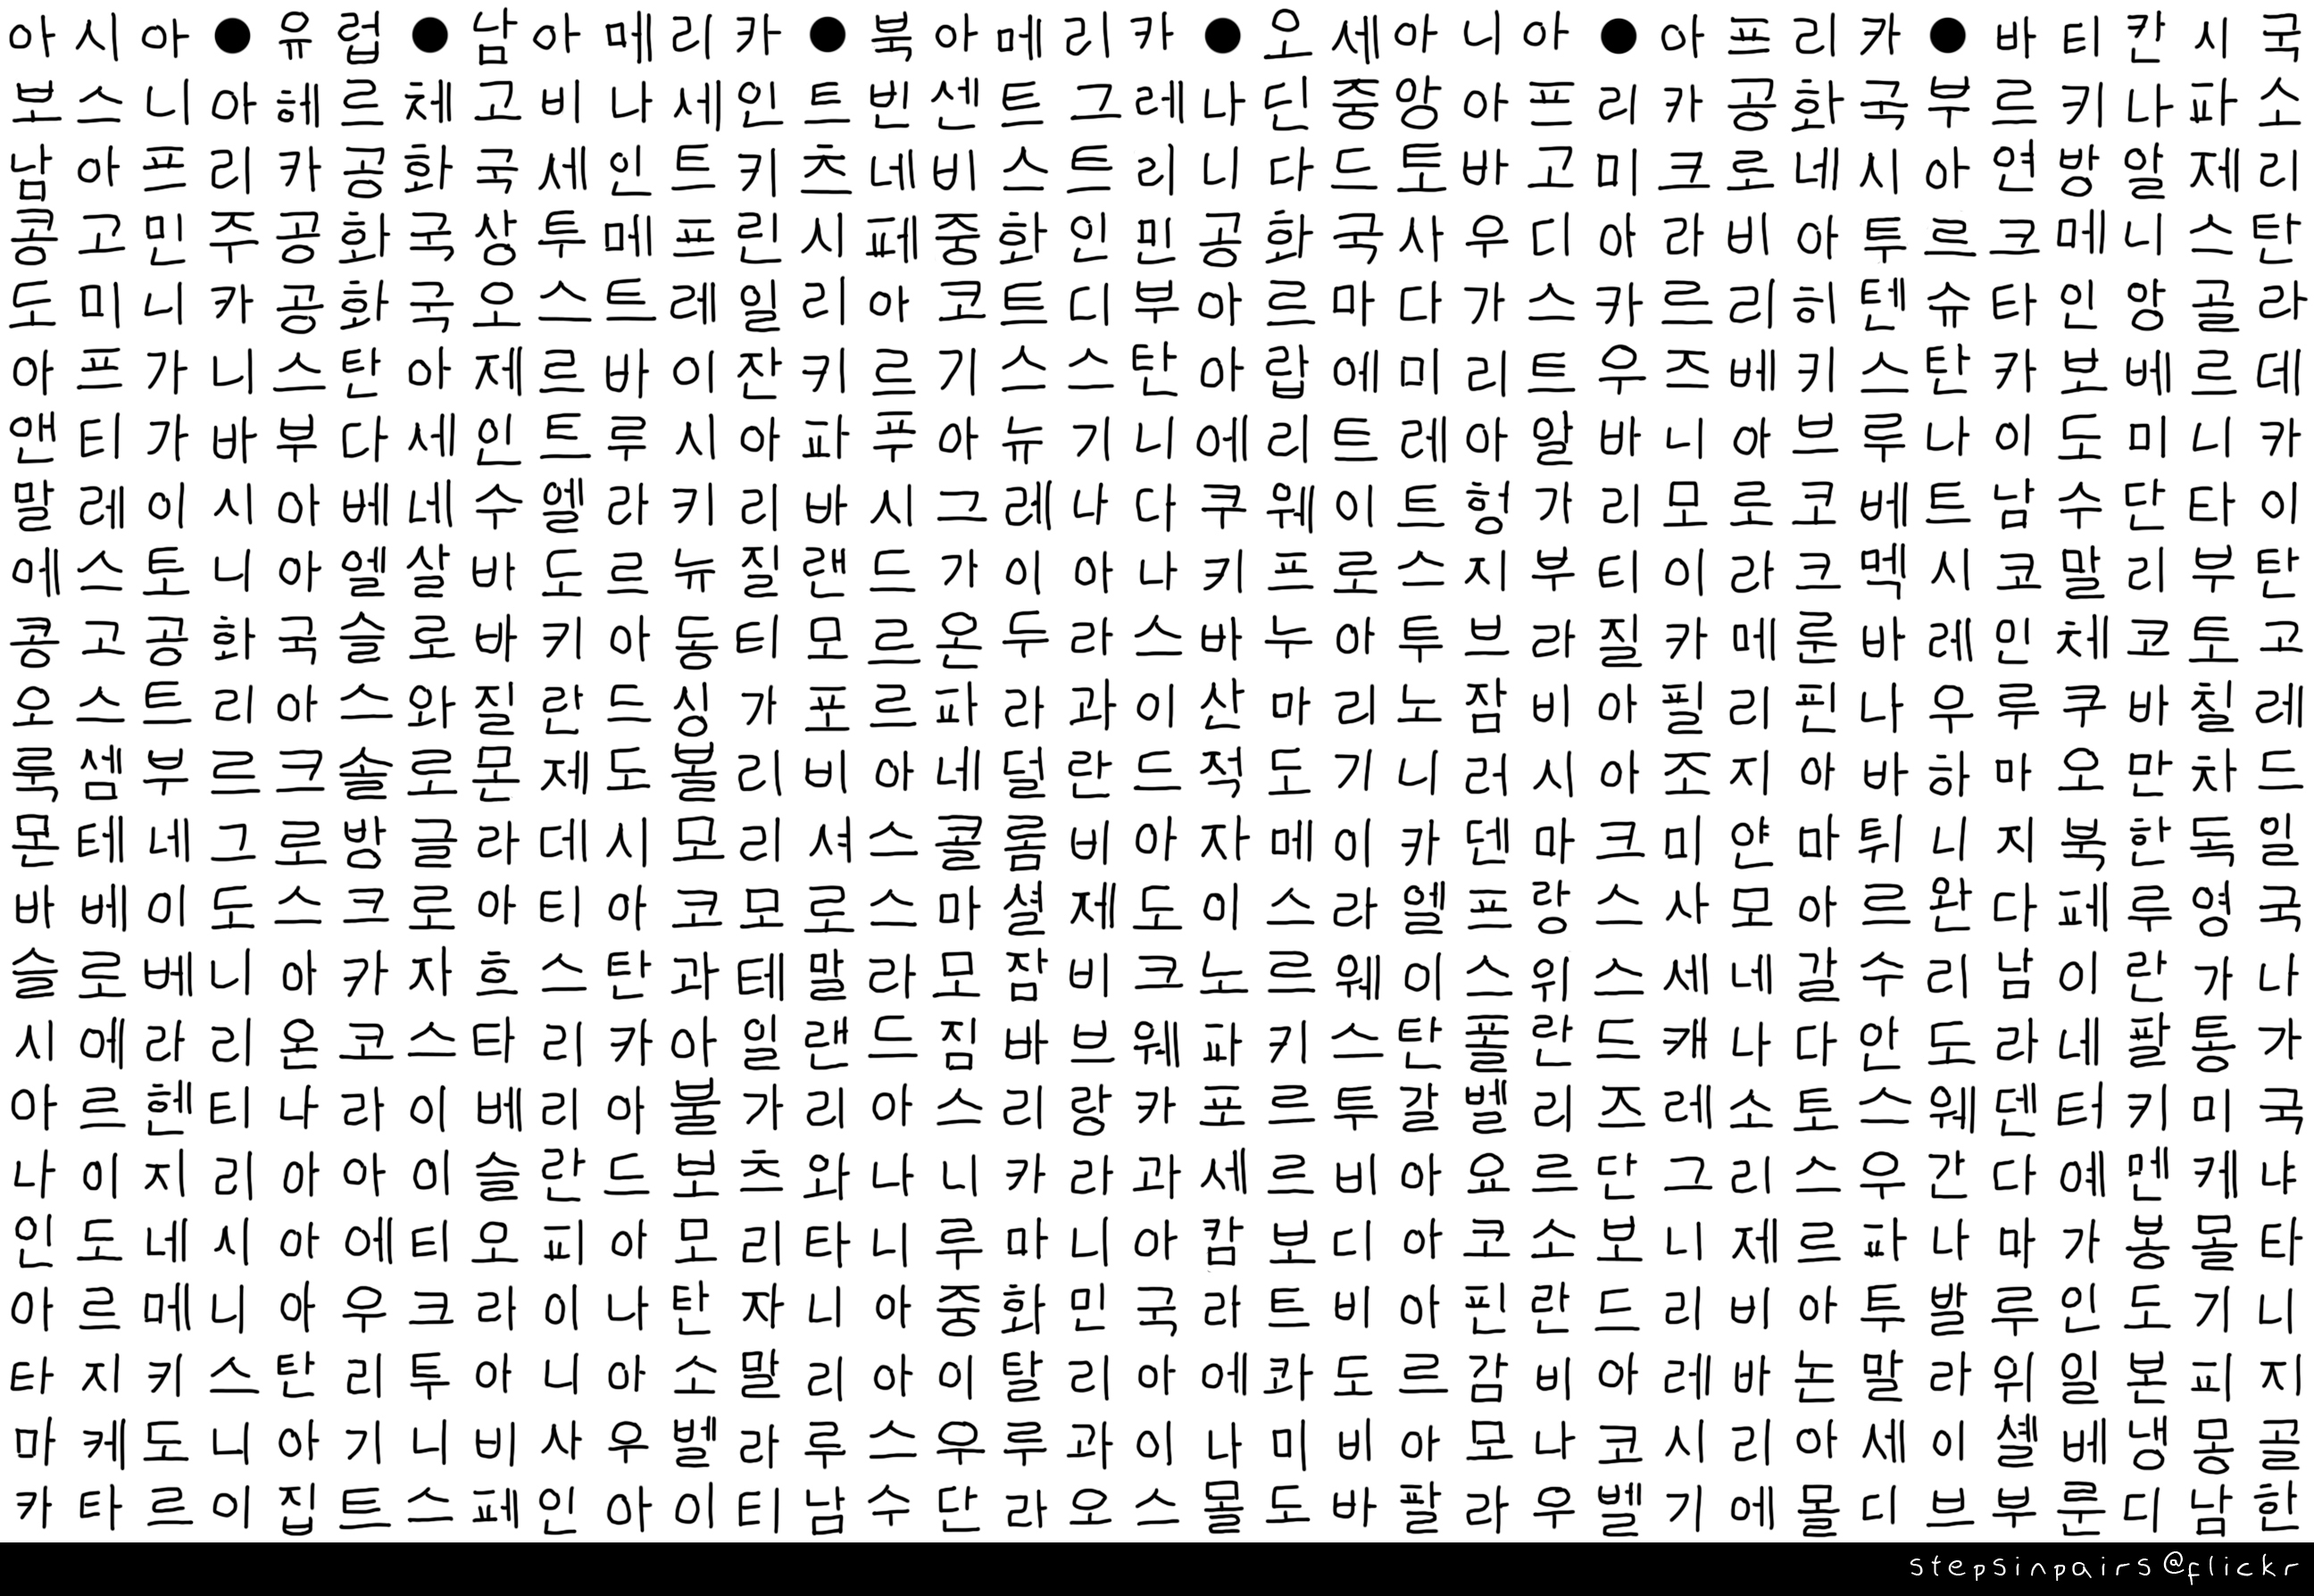 아시아●유럽●남아메리카●북아메리카●오세아니아●아프리카●바티칸시국
보스니아헤르체고비나세인트빈센트그레나딘중앙아프리카공화국부르키나파소
남아프리카공화국세인트키츠네비스트리니다드토바고미크로네시아연방알제리
콩고민주공화국상투메프린시페중화인민공화국사우디아라비아투르크메니스탄
도미니카공화국오스트레일리아코트디부아르마다가스카르리히텐슈타인앙골라
아프가니스탄아제르바이잔키르기스스탄아랍에미리트우즈베키스탄카보베르데
앤티가바부다세인트루시아파푸아뉴기니에리트레아알바니아브루나이도미니카
말레이시아베네수엘라키리바시그레나다쿠웨이트헝가리모로코베트남수단타이
에스토니아엘살바도르뉴질랜드가이아나키프로스지부티이라크멕시코말리부탄
콩고공화국슬로바키아동티모르온두라스바누아투브라질카메룬바레인체코토고
오스트리아스와질란드싱가포르파라과이산마리노잠비아필리핀나우루쿠바칠레
룩셈부르크솔로몬제도볼리비아네덜란드적도기니러시아조지아바하마오만차드
몬테네그로방글라데시모리셔스콜롬비아자메이카덴마크미얀마튀니지북한독일
바베이도스크로아티아코모로스마셜제도이스라엘프랑스사모아르완다페루영국
슬로베니아카자흐스탄과테말라모잠비크노르웨이스위스세네갈수리남이란가나
시에라리온코스타리카아일랜드짐바브웨파키스탄폴란드캐나다안도라네팔통가
아르헨티나라이베리아불가리아스리랑카포르투갈벨리즈레소토스웨덴터키미국
나이지리아아이슬란드보츠와나니카라과세르비아요르단그리스우간다예멘케냐
인도네시아에티오피아모리타니루마니아캄보디아코소보니제르파나마가봉몰타
아르메니아우크라이나탄자니아중화민국라트비아핀란드리비아투발루인도기니
타지키스탄리투아니아소말리아이탈리아에콰도르감비아레바논말라위일본피지
마케도니아기니비사우벨라루스우루과이나미비아모나코시리아세이셸베냉몽골
카타르이집트스페인아이티남수단라오스몰도바팔라우벨기에몰디브부룬디남한
stepsinpairs@flickr